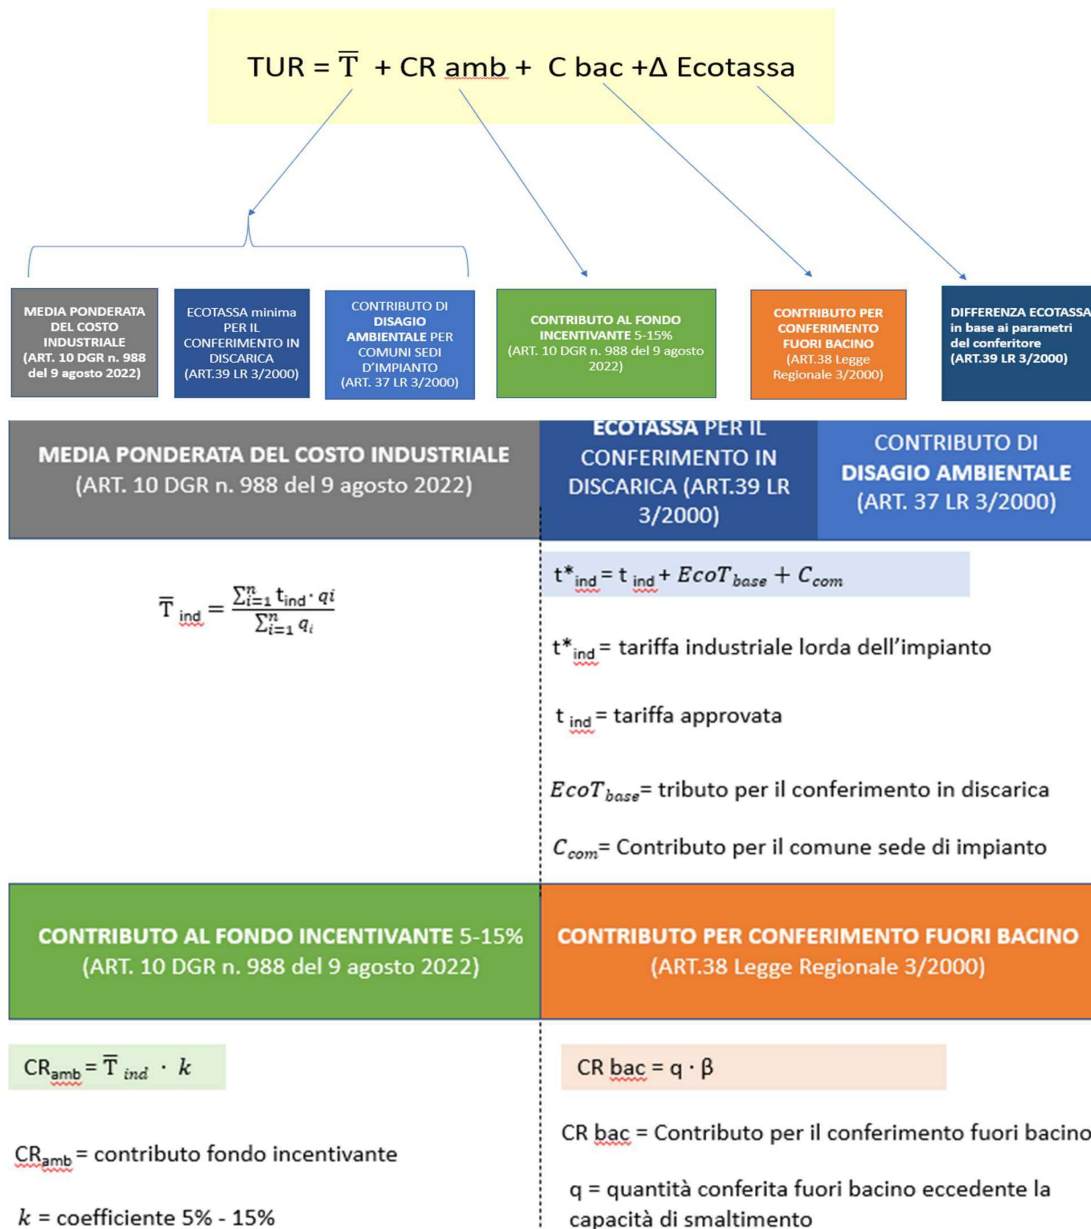 TUR = T̅ + CR amb + C bac +Δ Ecotassa
MEDIA PONDERATA
DEL COSTO
INDUSTRIALE
(ART. 10 DGR n. 988
del 9 agosto 2022)
ECOTASSA minima
PER IL
CONFERIMENTO IN
DISCARICA
(ART.39 LR 3/2000)
CONTRIBUTO DI
DISAGIO
AMBIENTALE PER
COMUNI SEDI
D'IMPIANTO
(ART. 37 LR 3/2000)
CONTRIBUTO AL FONDO
INCENTIVANTE 5-15%
(ART. 10 DGR n. 988 del 9 agosto
2022)
CONTRIBUTO PER
CONFERIMENTO
FUORI BACINO
(ART.38 Legge
Regionale 3/2000)
DIFFERENZA ECOTASSA
in base ai parametri
del conferitore
(ART.39 LR 3/2000)
MEDIA PONDERATA DEL COSTO INDUSTRIALE
(ART. 10 DGR n. 988 del 9 agosto 2022)
ECOTASSA PER IL
CONFERIMENTO IN
DISCARICA (ART.39 LR
3/2000)
CONTRIBUTO DI
DISAGIO AMBIENTALE
(ART. 37 LR 3/2000)
T̅ ind = ∑ⁿᵢ₌₁ t ind · qi / ∑ⁿᵢ₌₁ qᵢ
t*ind = t ind + EcoT base + C com
t*ind = tariffa industriale lorda dell'impianto
t ind = tariffa approvata
EcoT base= tributo per il conferimento in discarica
C com= Contributo per il comune sede di impianto
CONTRIBUTO AL FONDO INCENTIVANTE 5-15%
(ART. 10 DGR n. 988 del 9 agosto 2022)
CONTRIBUTO PER CONFERIMENTO FUORI BACINO
(ART.38 Legge Regionale 3/2000)
CRamb = T̅ ind · k
CRamb = contributo fondo incentivante
k = coefficiente 5% - 15%
CR bac = q · β
CR bac = Contributo per il conferimento fuori bacino
q = quantità conferita fuori bacino eccedente la
capacità di smaltimento